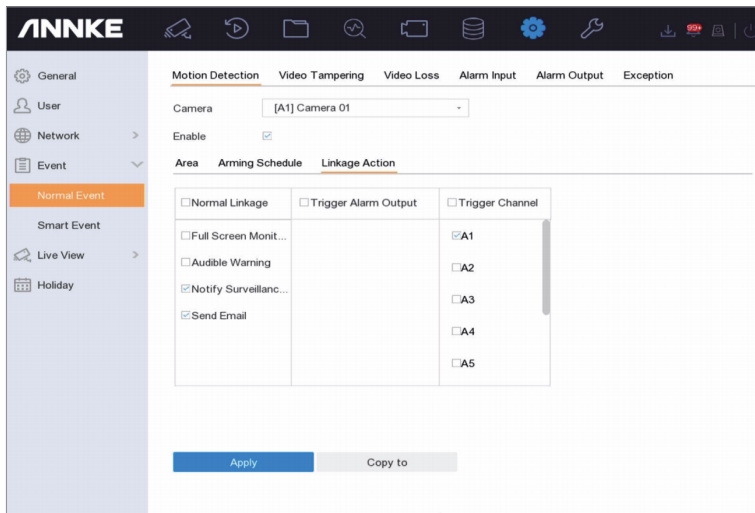 ANNKE
99+
General
User
Network
Event
Normal Event
Smart Event
Live View
Holiday
Motion Detection Video Tampering Video Loss Alarm Input Alarm Output Exception
Camera [A1] Camera 01
Enable
Area Arming Schedule Linkage Action
Normal Linkage Trigger Alarm Output Trigger Channel
Full Screen Monit... A1
Audible Warning A2
Notify Surveillanc... A3
Send Email A4
A5
Apply Copy to